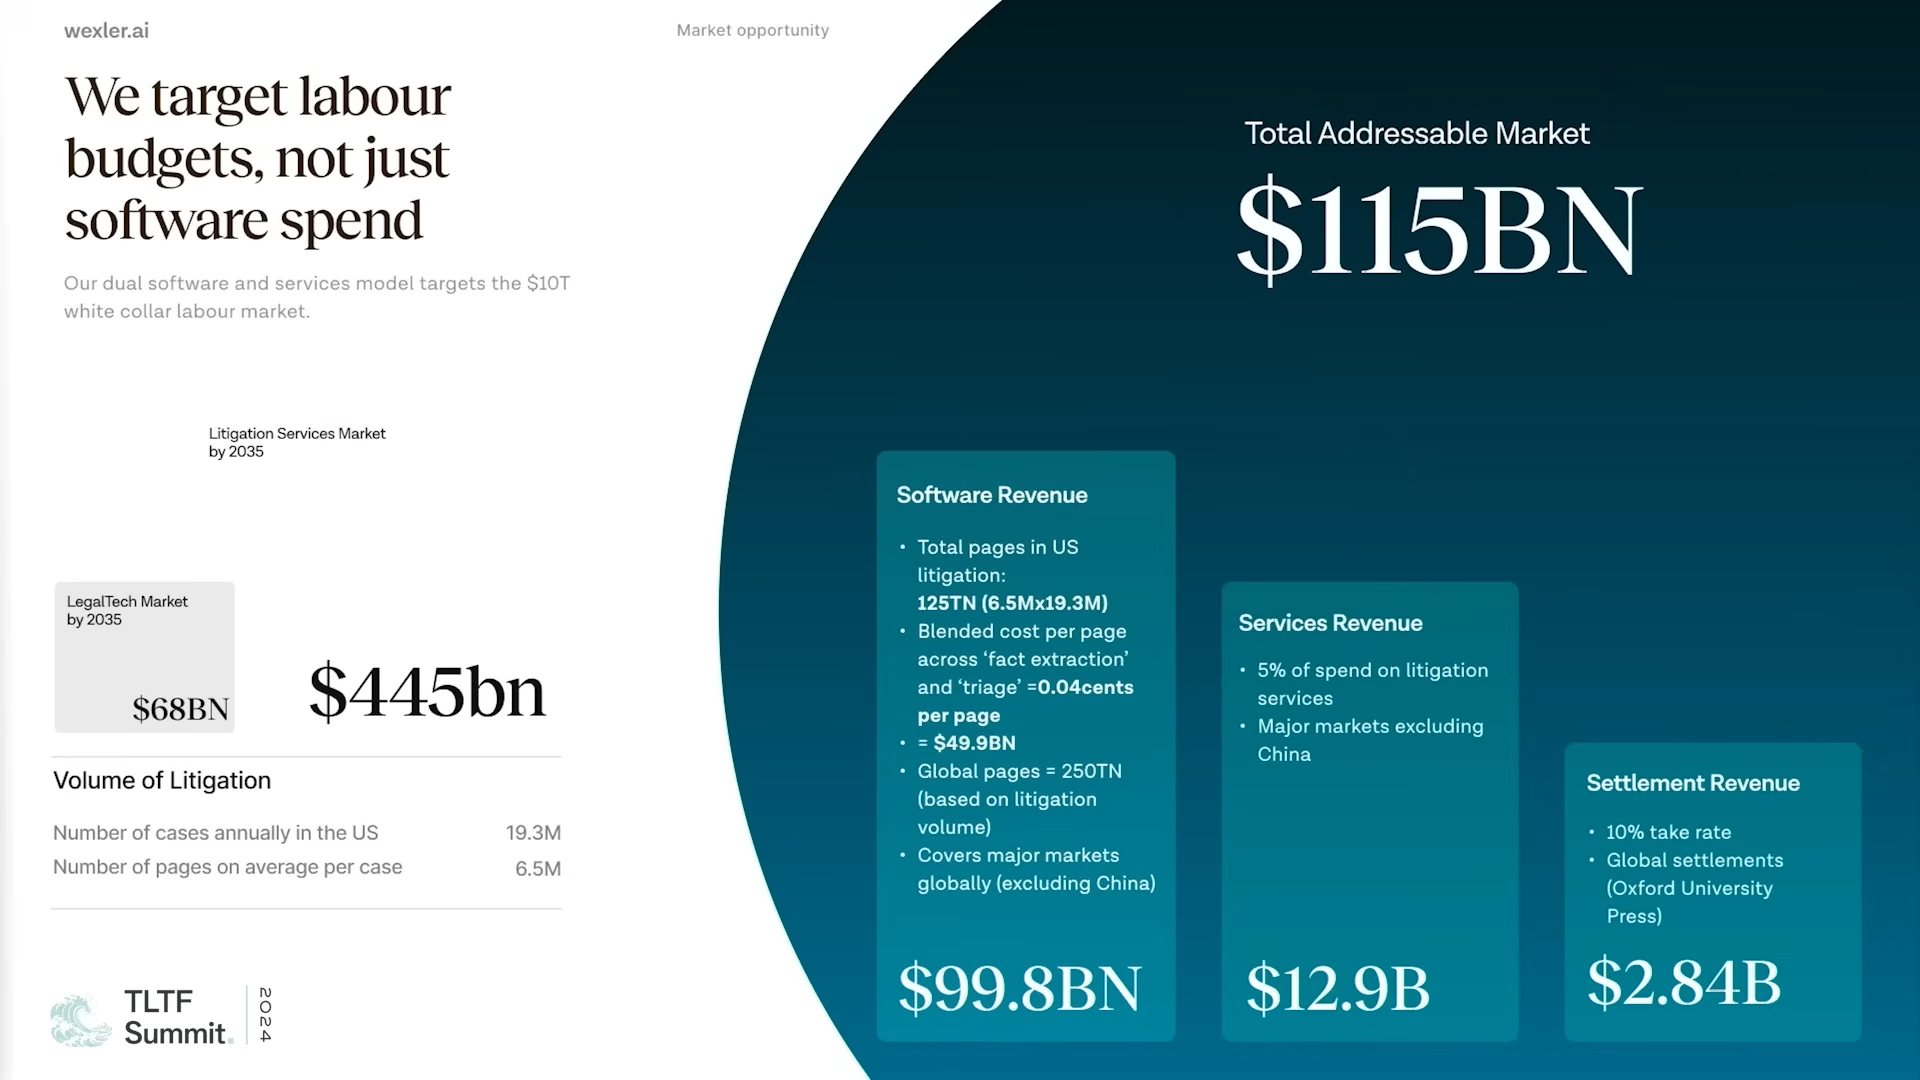 wexler.ai
Market opportunity
We target labour
budgets, not just
software spend
Our dual software and services model targets the $10T
white collar labour market.
Litigation Services Market
by 2035
LegalTech Market
by 2035
$68BN
$445bn
Volume of Litigation
Number of cases annually in the US 19.3M
Number of pages on average per case 6.5M
TLTF
Summit.
2024
Total Addressable Market
$115BN
Software Revenue
• Total pages in US
litigation:
125TN (6.5Mx19.3M)
• Blended cost per page
across ‘fact extraction’
and ‘triage’ =0.04cents
per page
• = $49.9BN
• Global pages = 250TN
(based on litigation
volume)
• Covers major markets
globally (excluding China)
$99.8BN
Services Revenue
• 5% of spend on litigation
services
• Major markets excluding
China
$12.9B
Settlement Revenue
• 10% take rate
• Global settlements
(Oxford University
Press)
$2.84B